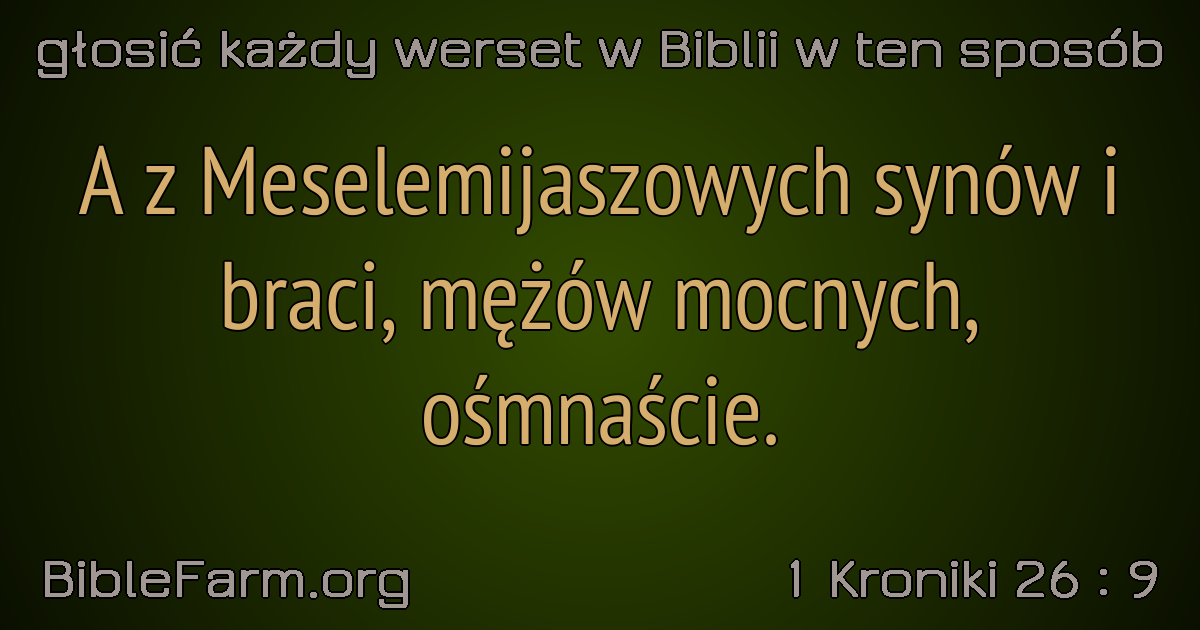 głosić każdy werset w Biblii w ten sposób
A z Meselemijaszowych synów i
braci, mężów mocnych,
ośmnaście.
BibleFarm.org
1 Kroniki 26 : 9